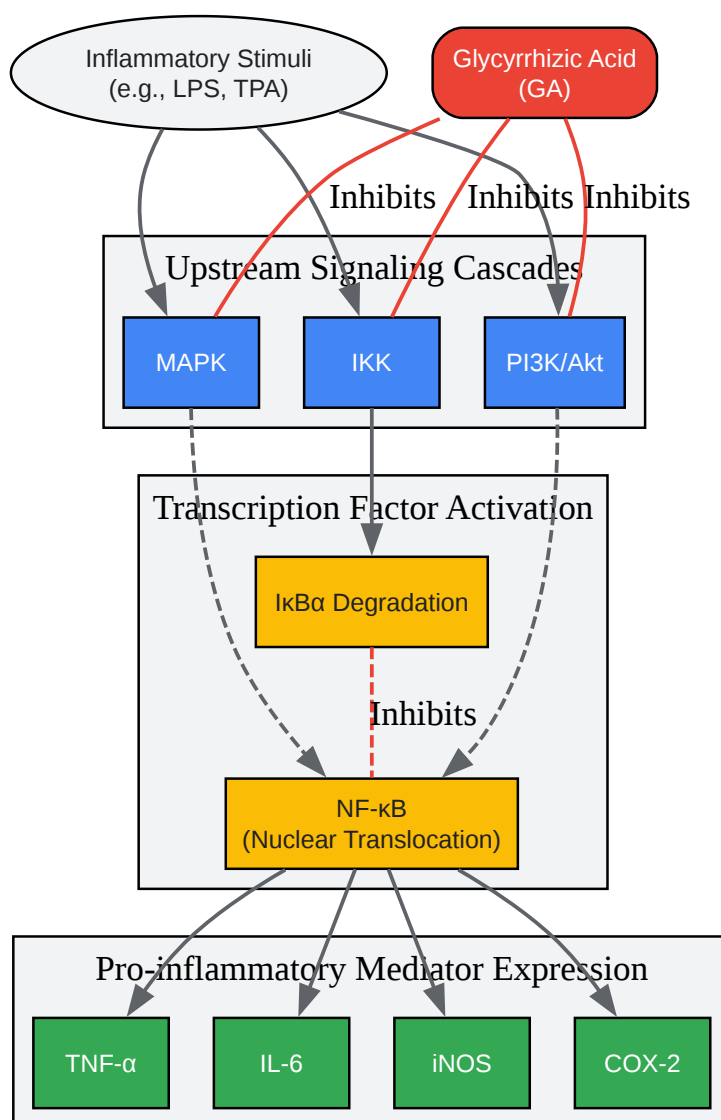 Inflammatory Stimuli
(e.g., LPS, TPA)
Glycyrrhizic Acid
(GA)
Inhibits
Inhibits
Inhibits
Upstream Signaling Cascades
MAPK
IKK
PI3K/Akt
Transcription Factor Activation
IκBα Degradation
Inhibits
NF-κB
(Nuclear Translocation)
Pro-inflammatory Mediator Expression
TNF-α
IL-6
iNOS
COX-2